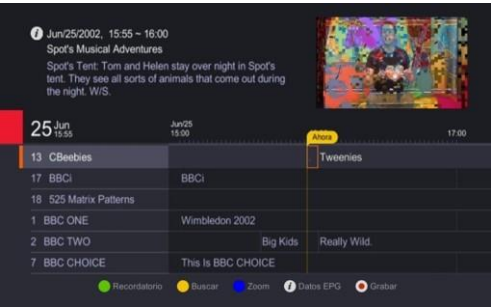 i Jun/25/2002, 15:55 ~ 16:00
Spot's Musical Adventures
Spot's Tent: Tom and Helen stay over night in Spot's
tent. They see all sorts of animals that come out during
the night. W/S.
25 Jun 15:55
Jun/25
15:00
Ahora
17:00
13 CBeebies
Tweenies
17 BBCi
BBCi
18 525 Matrix Patterns
1 BBC ONE
Wimbledon 2002
2 BBC TWO
Big Kids
Really Wild.
7 BBC CHOICE
This Is BBC CHOICE
Recordatorio
Buscar
Zoom
i Datos EPG
Grabar